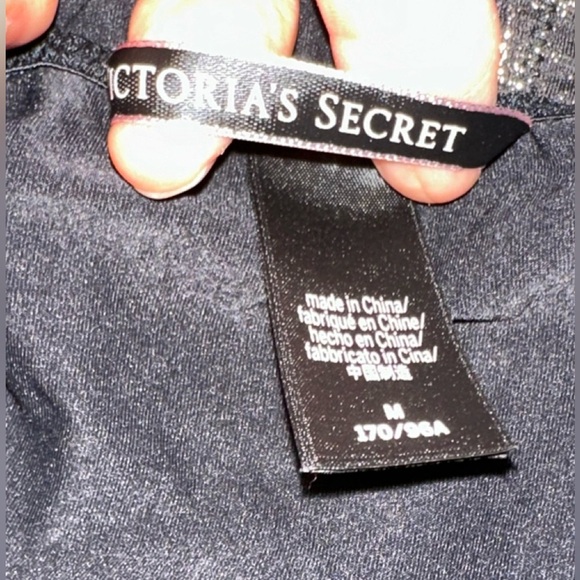 VICTORIA'S SECRET
made in China/
fabriqué en Chine/
hecho en China/
fabbricato in Cina/
中国制造
M
170/96A